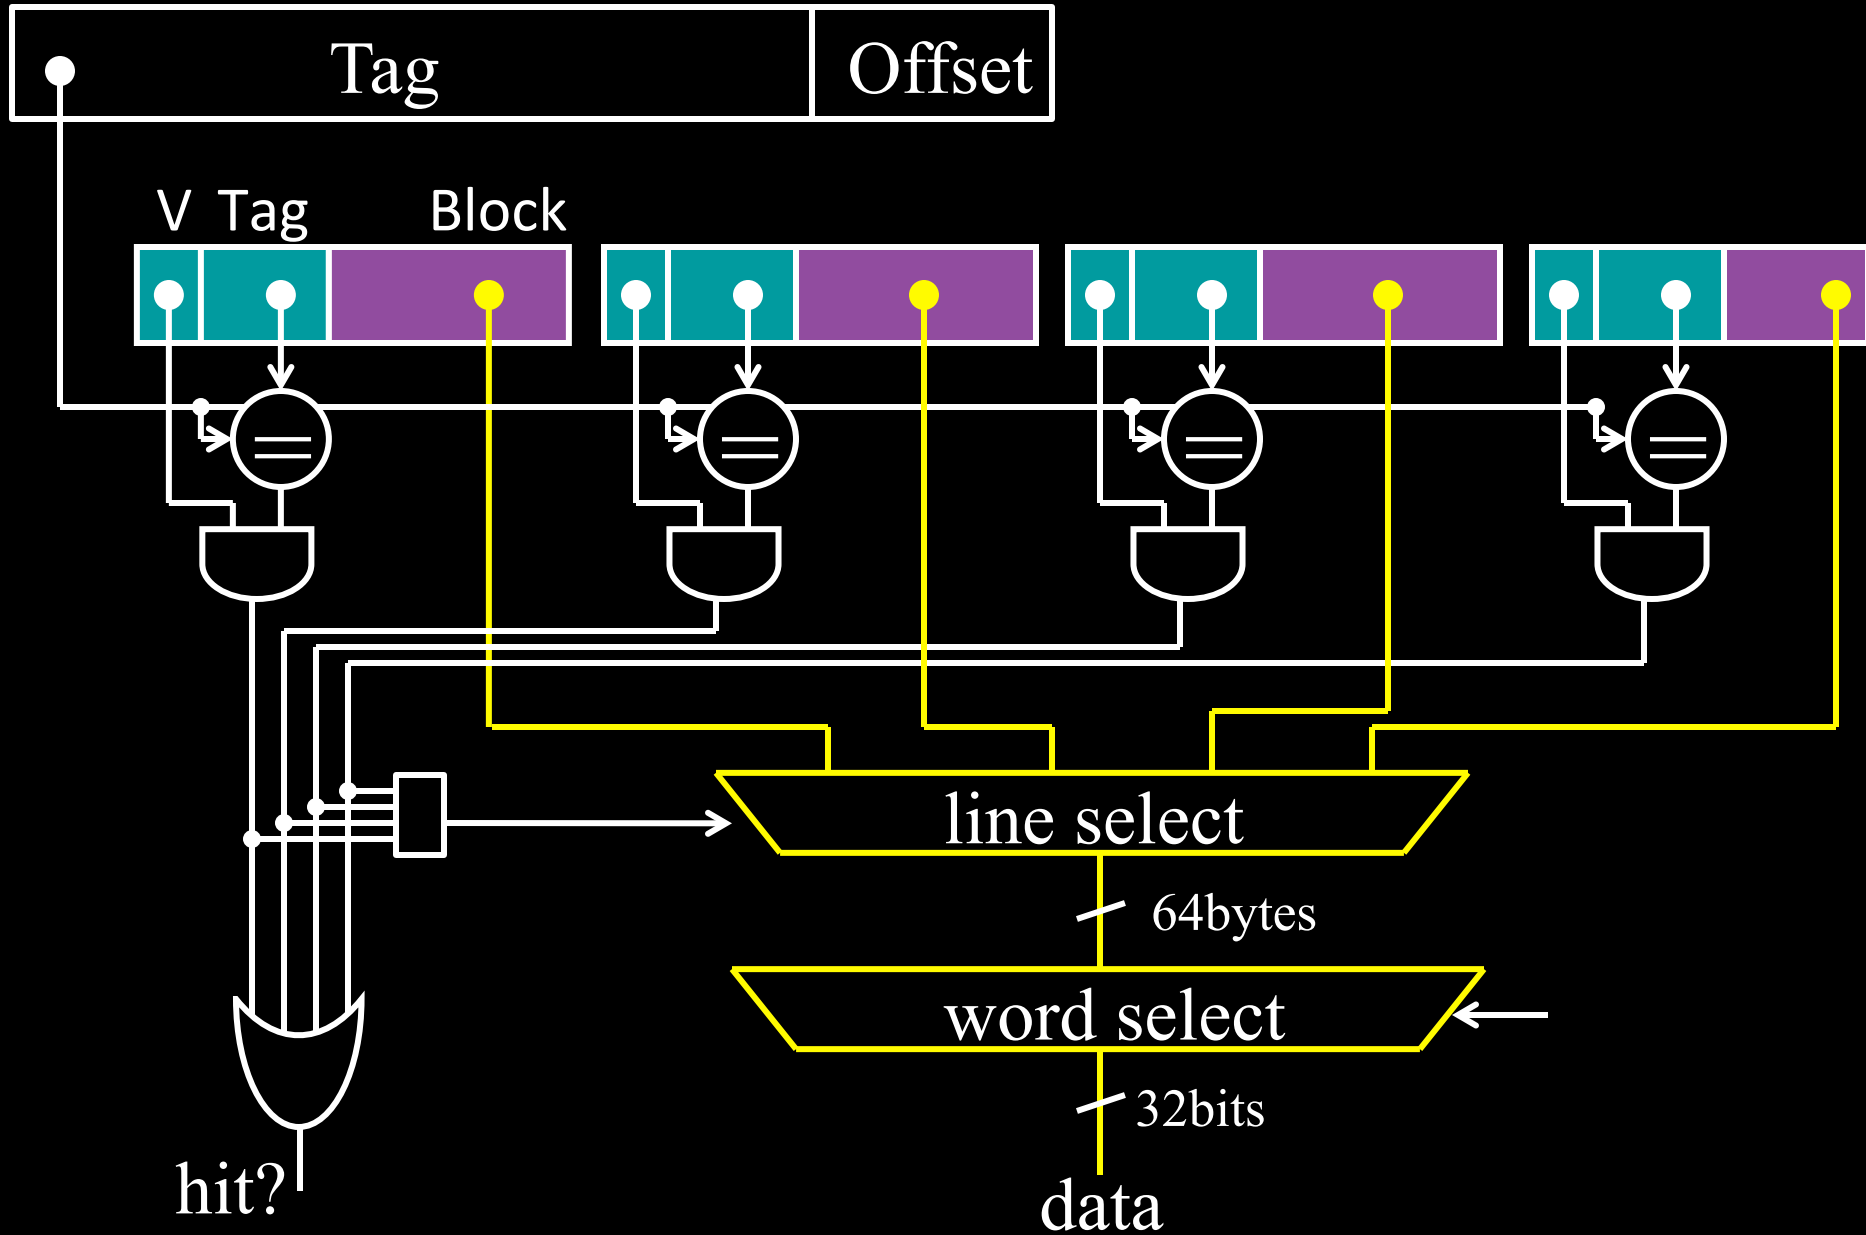 Tag Offset
V Tag Block
line select
64bytes
word select
32bits
hit?
data